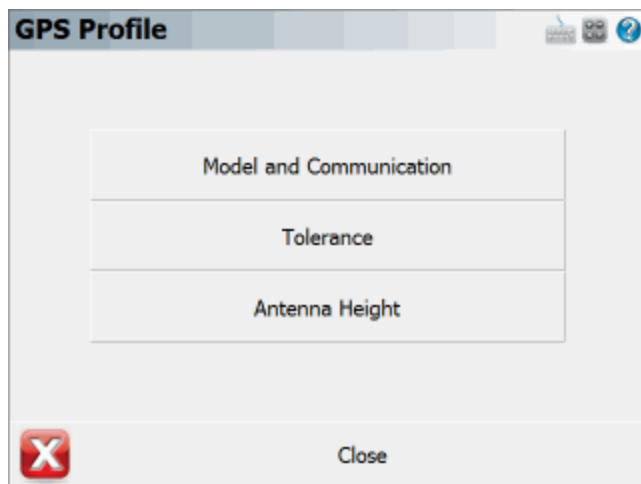 GPS Profile
Model and Communication
Tolerance
Antenna Height
Close